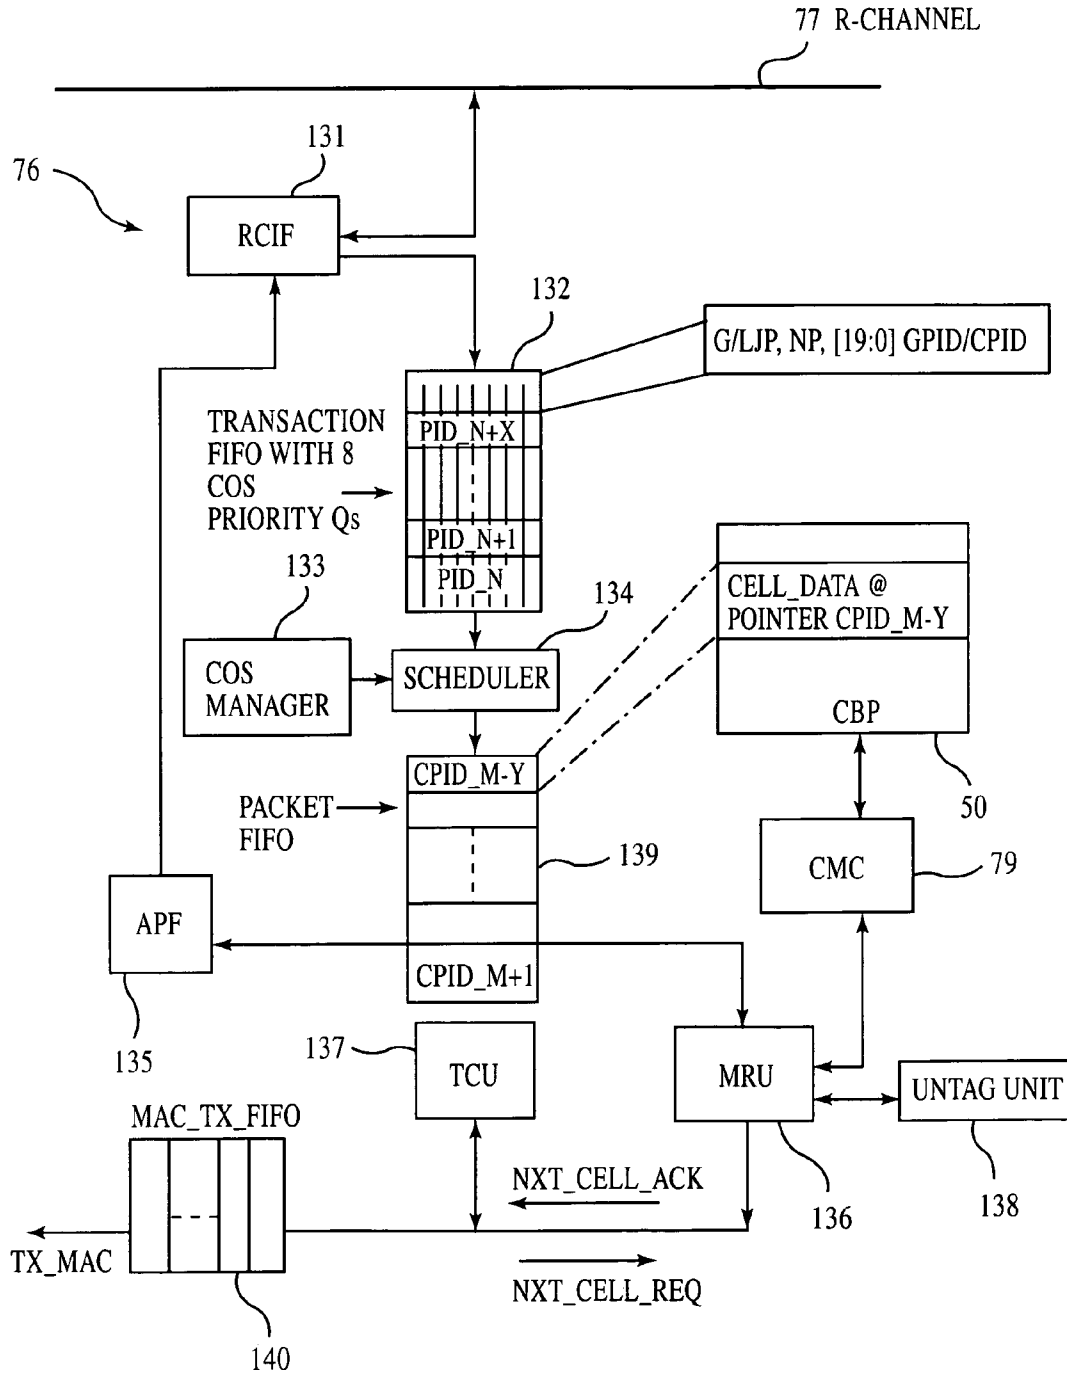 77 R-CHANNEL
131
76
RCIF
132
G/LJP, NP, [19:0] GPID/CPID
TRANSACTION
FIFO WITH 8
COS
PRIORITY Qs
PID_N+X
PID_N+1
PID_N
133
134
CELL_DATA @
POINTER CPID_M-Y
COS
MANAGER
SCHEDULER
CBP
CPID_M-Y
50
PACKET
FIFO
139
CMC
79
APF
CPID_M+1
135
137
TCU
MRU
UNTAG UNIT
MAC_TX_FIFO
NXT_CELL_ACK
136
138
TX_MAC
NXT_CELL_REQ
140